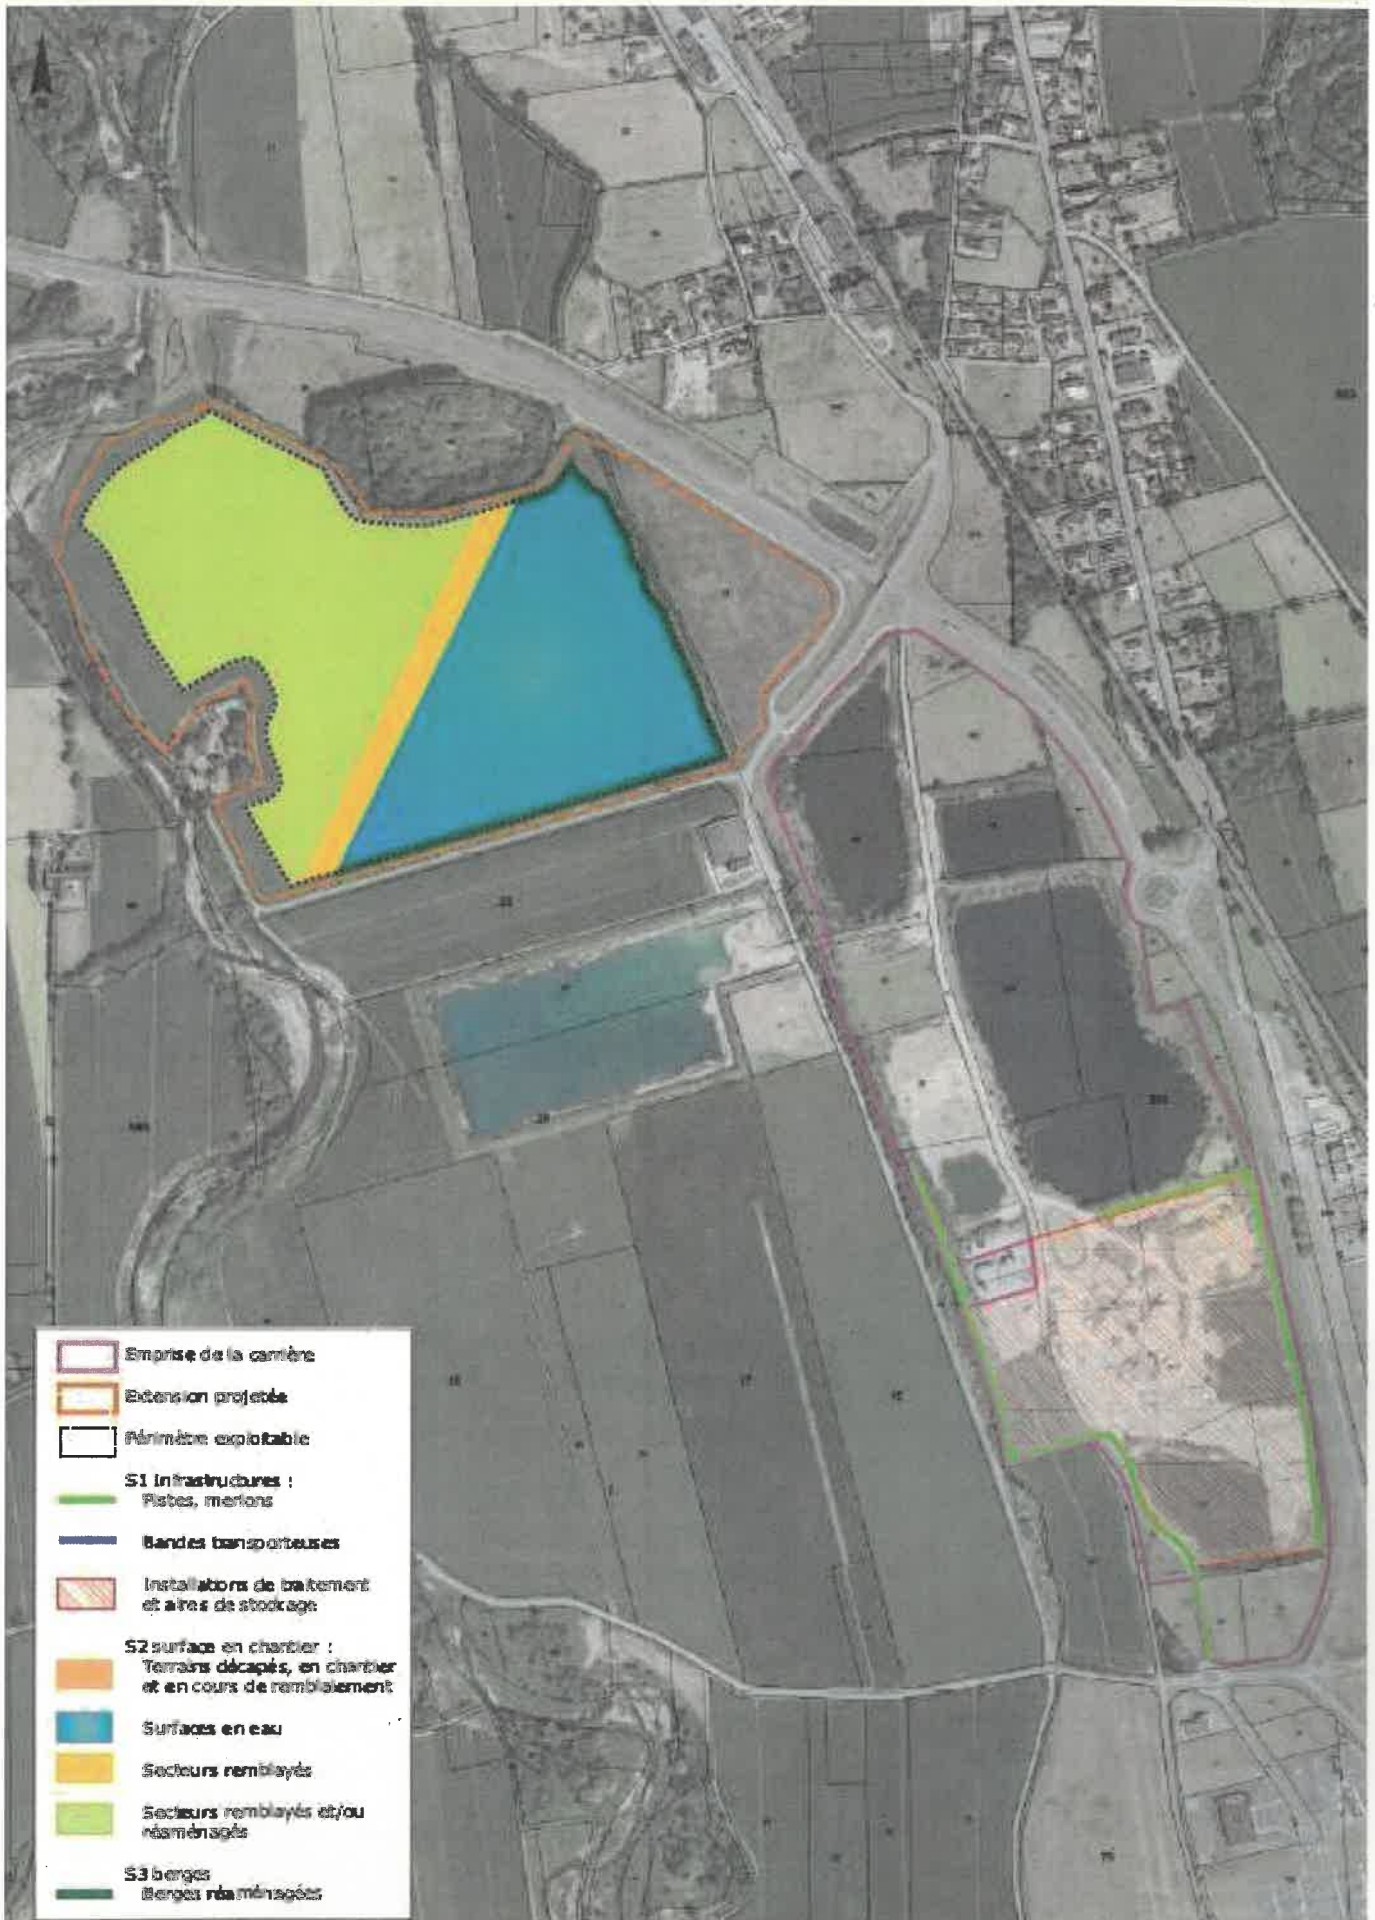 Emprise de la carrière
Extension projetée
Périmètre exploitable
S1 infrastructures :
Pistes, merlons
Bandes transporteuses
Installations de traitement
et aires de stockage
S2 surface en chantier :
Terrains décapés, en chantier
et en cours de remblaiement
Surfaces en eau
Secteurs remblayés
Secteurs remblayés et/ou
réaménagés
S3 berges
Berges réaménagées